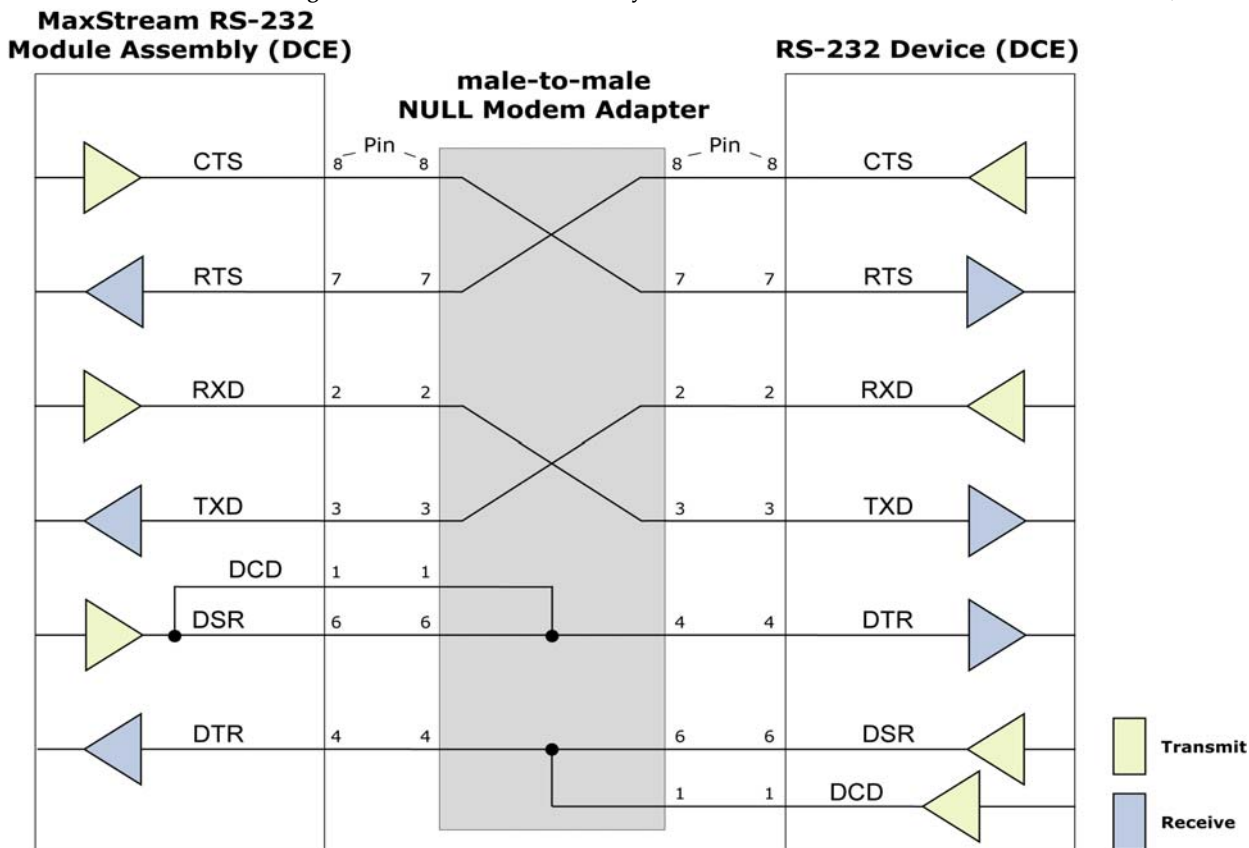 MaxStream RS-232
Module Assembly (DCE)
RS-232 Device (DCE)
male-to-male
NULL Modem Adapter
CTS 8 Pin 8 8 Pin 8 CTS
RTS 7 7 7 7 RTS
RXD 2 2 2 2 RXD
TXD 3 3 3 3 TXD
DCD 1 1
DSR 6 6 4 4 DTR
DTR 4 4 6 6 DSR
1 1 DCD
Transmit
Receive